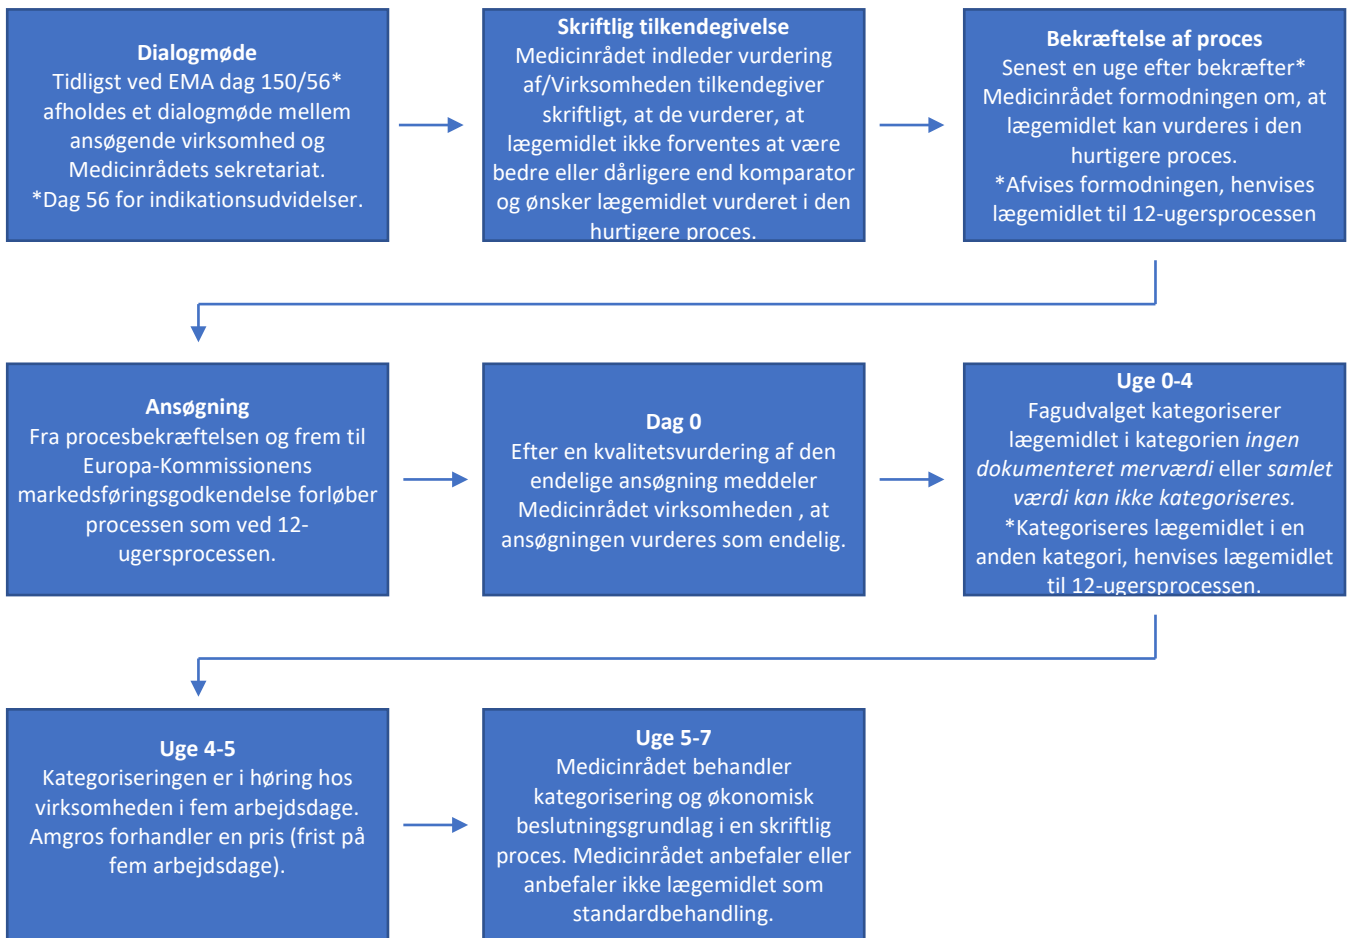 Dialogmøde
Tidligst ved EMA dag 150/56*
afholdes et dialogmøde mellem
ansøgende virksomhed og
Medicinrådets sekretariat.
*Dag 56 for indikationsudvidelser.
Skriftlig tilkendegivelse
Medicinrådet indleder vurdering
af/Virksomheden tilkendegiver
skriftligt, at de vurderer, at
lægemidlet ikke forventes at være
bedre eller dårligere end komparator
og ønsker lægemidlet vurderet i den
hurtigere proces.
Bekræftelse af proces
Senest en uge efter bekræfter*
Medicinrådet formodningen om, at
lægemidlet kan vurderes i den
hurtigere proces.
*Afvises formodningen, henvises
lægemidlet til 12-ugersprocessen
Ansøgning
Fra procesbekræftelsen og frem til
Europa-Kommissionens
markedsføringsgodkendelse forløber
processen som ved 12-
ugersprocessen.
Dag 0
Efter en kvalitetsvurdering af den
endelige ansøgning meddeler
Medicinrådet virksomheden , at
ansøgningen vurderes som endelig.
Uge 0-4
Fagudvalget kategoriserer
lægemidlet i kategorien ingen
dokumenteret merværdi eller samlet
værdi kan ikke kategoriseres.
*Kategoriseres lægemidlet i en
anden kategori, henvises lægemidlet
til 12-ugersprocessen.
Uge 4-5
Kategoriseringen er i høring hos
virksomheden i fem arbejdsdage.
Amgros forhandler en pris (frist på
fem arbejdsdage).
Uge 5-7
Medicinrådet behandler
kategorisering og økonomisk
beslutningsgrundlag i en skriftlig
proces. Medicinrådet anbefaler eller
anbefaler ikke lægemidlet som
standardbehandling.